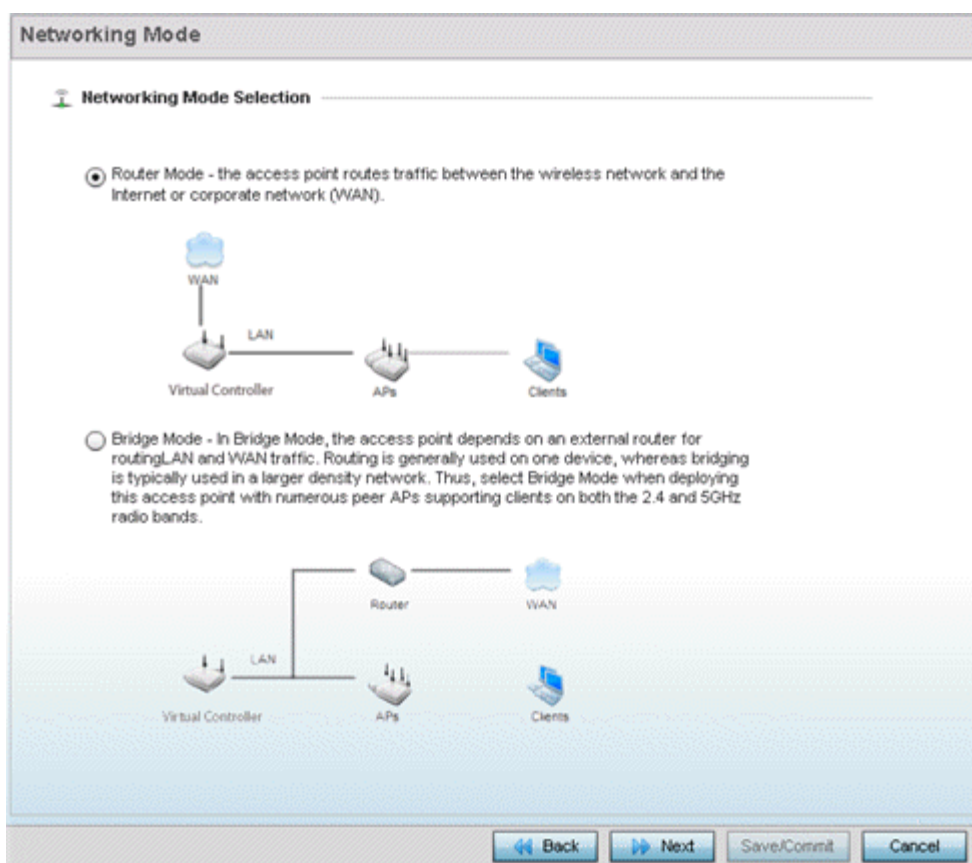 Networking Mode
Networking Mode Selection
Router Mode - the access point routes traffic between the wireless network and the
Internet or corporate network (WAN).
WAN
LAN
Virtual Controller
APs
Clients
Bridge Mode - In Bridge Mode, the access point depends on an external router for
routingLAN and WAN traffic. Routing is generally used on one device, whereas bridging
is typically used in a larger density network. Thus, select Bridge Mode when deploying
this access point with numerous peer APs supporting clients on both the 2.4 and 5GHz
radio bands.
Router
WAN
LAN
Virtual Controller
APs
Clients
Back
Next
Save/Commit
Cancel